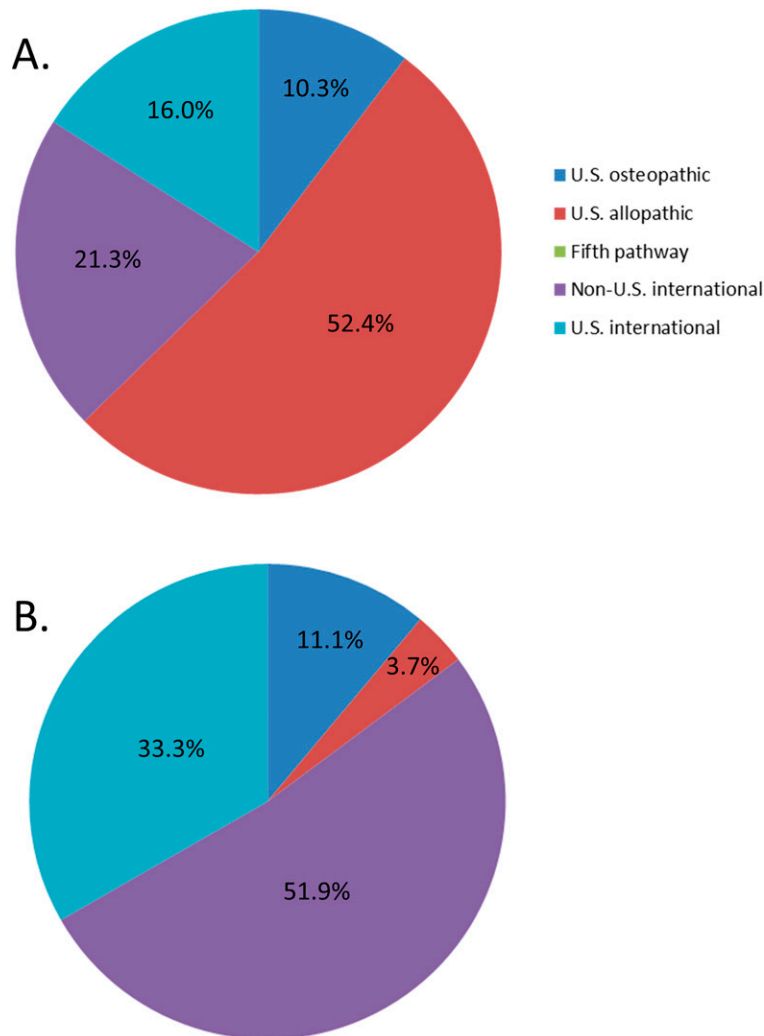 A.
10.3%
16.0%
21.3%
52.4%
U.S. osteopathic
U.S. allopathic
Fifth pathway
Non-U.S. international
U.S. international
B.
11.1%
3.7%
33.3%
51.9%